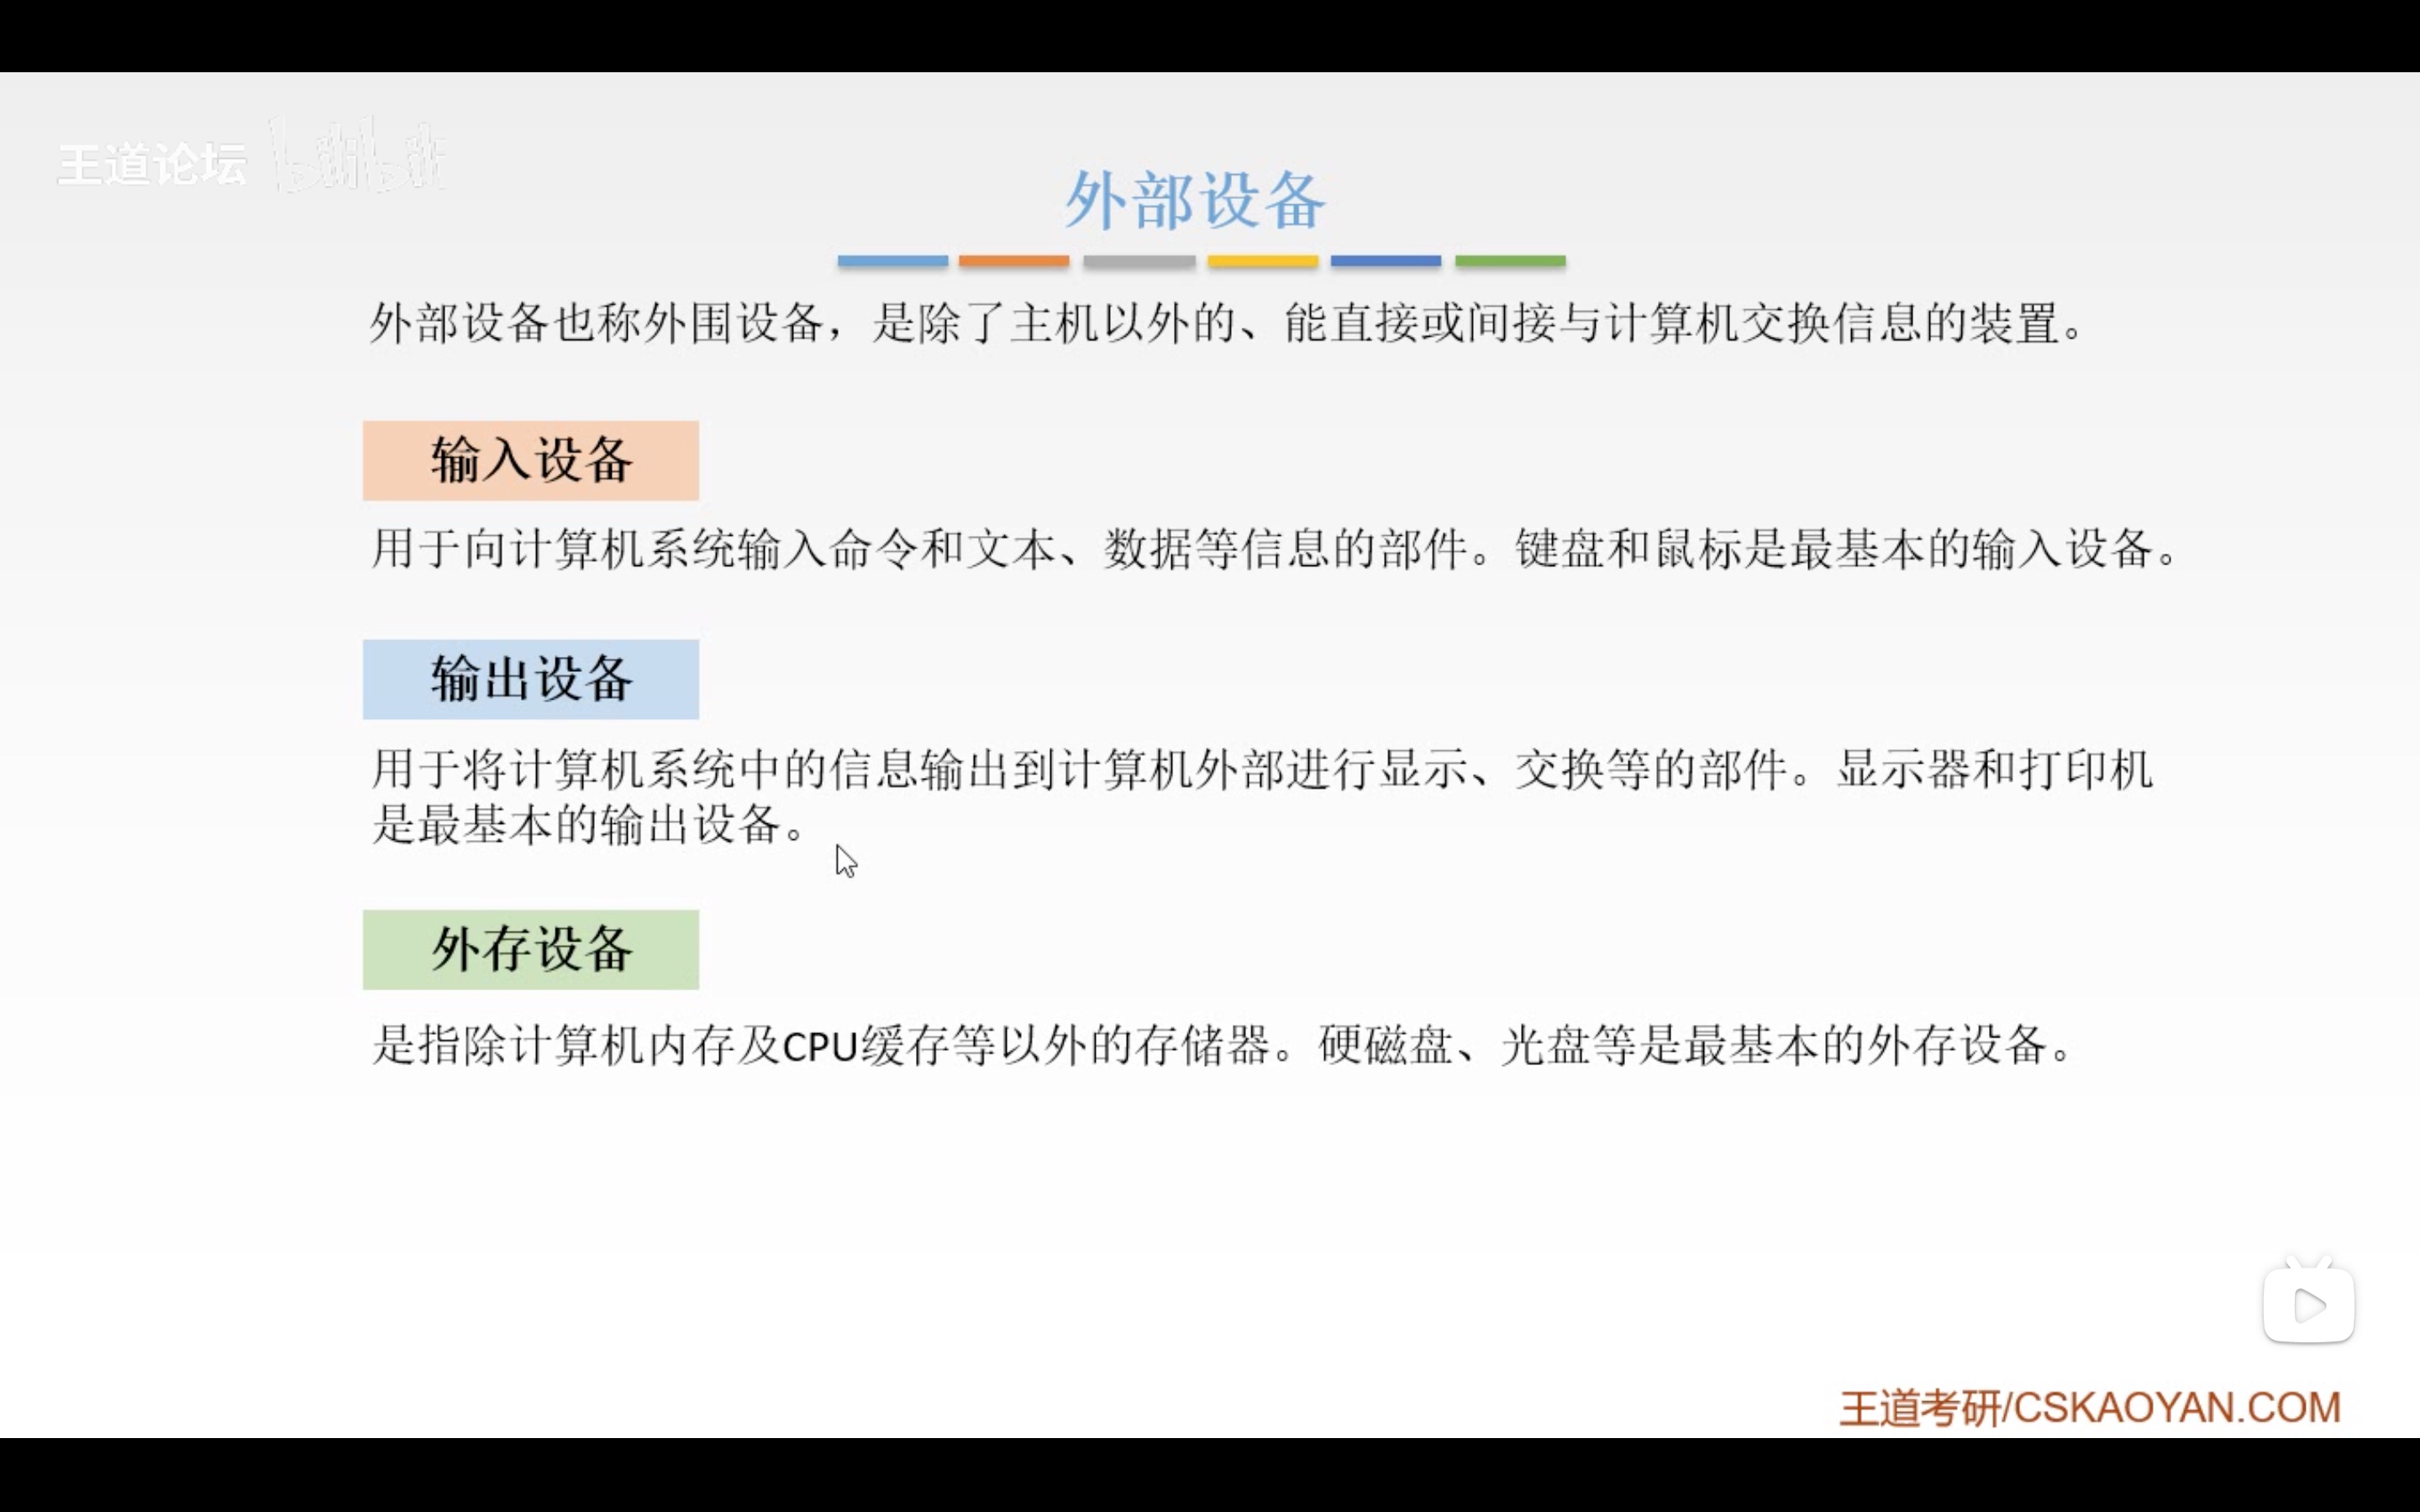 王道论坛 bilibili
外部设备
外部设备也称外围设备，是除了主机以外的、能直接或间接与计算机交换信息的装置。
输入设备
用于向计算机系统输入命令和文本、数据等信息的部件。键盘和鼠标是最基本的输入设备。
输出设备
用于将计算机系统中的信息输出到计算机外部进行显示、交换等的部件。显示器和打印机
是最基本的输出设备。
外存设备
是指除计算机内存及CPU缓存等以外的存储器。硬磁盘、光盘等是最基本的外存设备。
王道考研/CSKAOYAN.COM